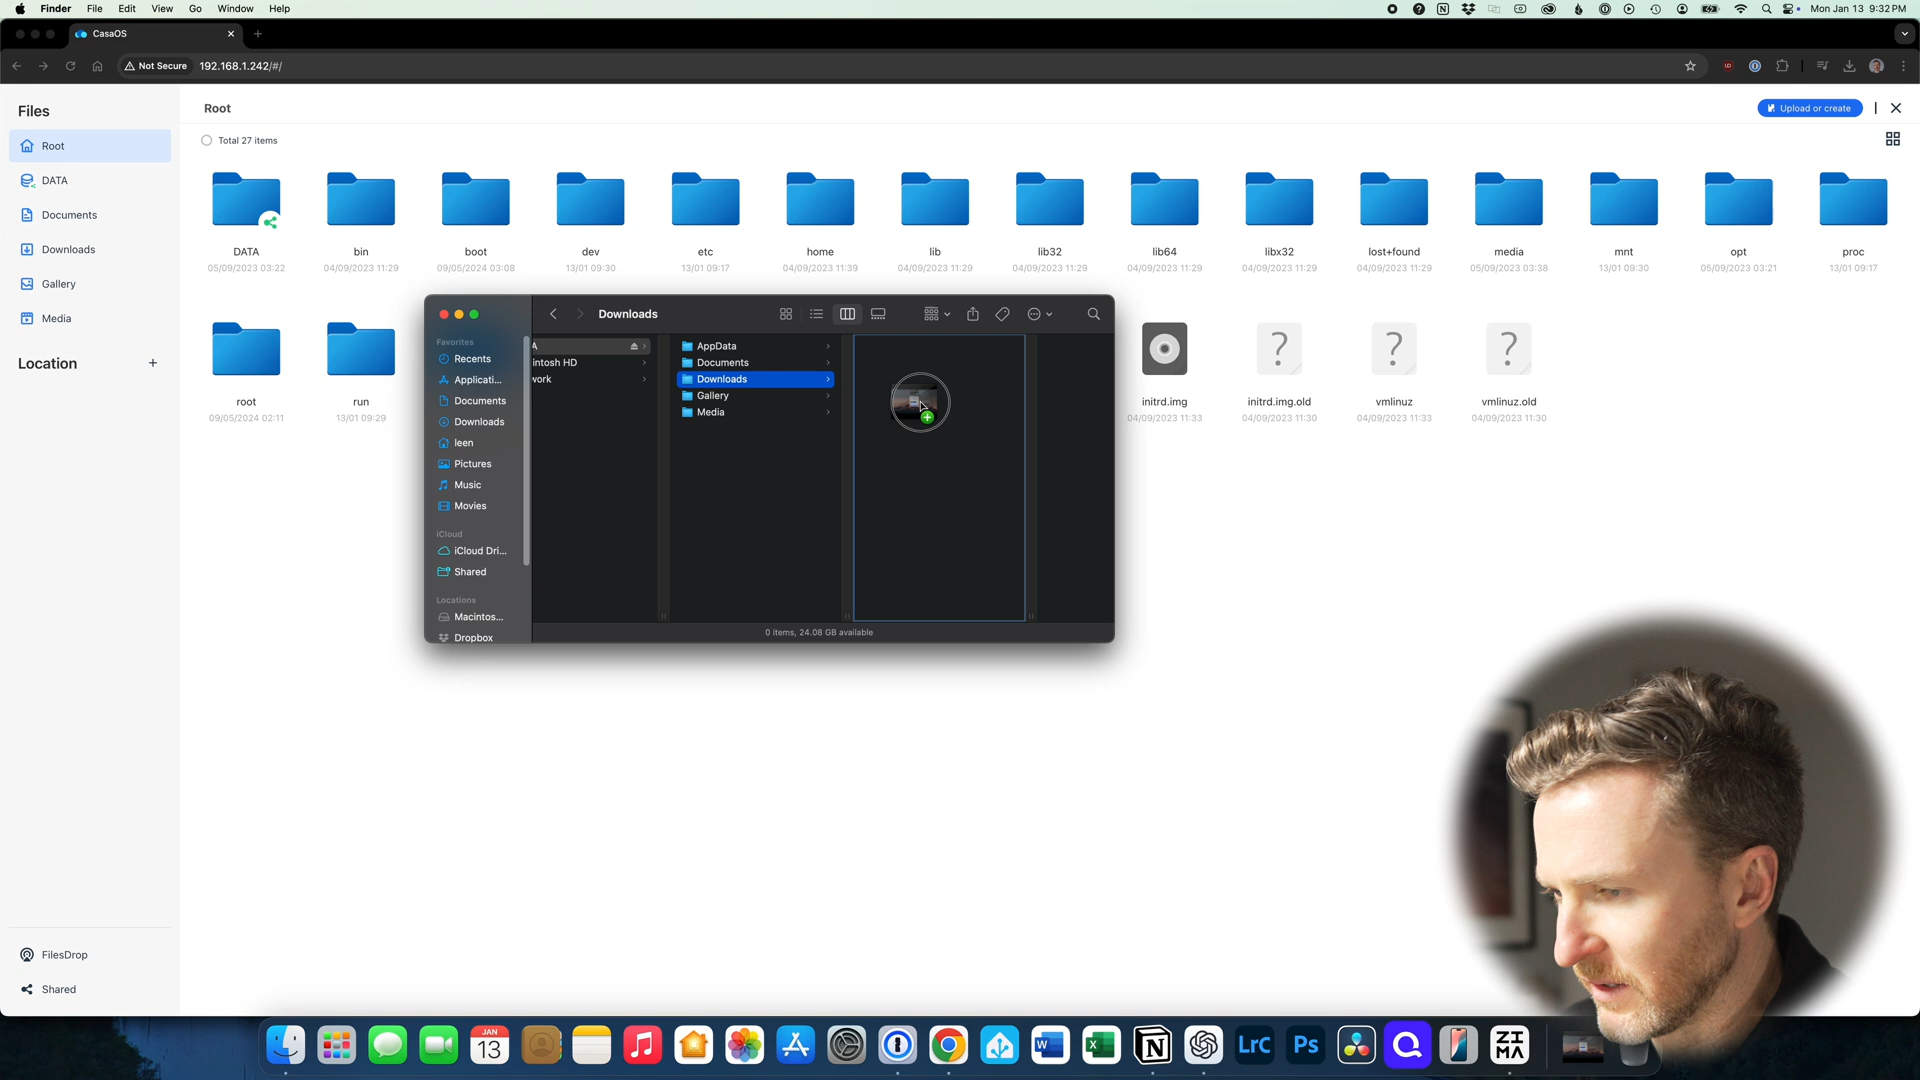 Finder File Edit View Go Window Help
Mon Jan 13 9:32 PM
CasaOS
Not Secure 192.168.1.242/#/
Files
Root
DATA
Documents
Downloads
Gallery
Media
Location +
FilesDrop
Shared
Root
Upload or create
Total 27 items
DATA bin boot dev etc home lib lib32 lib64 libx32 lost+found media mnt opt proc
05/09/2023 03:22 04/09/2023 11:29 09/05/2024 03:08 13/01 09:30 13/01 09:17 04/09/2023 11:39 04/09/2023 11:29 04/09/2023 11:29 04/09/2023 11:29 04/09/2023 11:29 04/09/2023 11:29 05/09/2023 03:38 13/01 09:30 05/09/2023 03:21 13/01 09:17
root run initrd.img initrd.img.old vmlinuz vmlinuz.old
09/05/2024 02:11 13/01 09:29 04/09/2023 11:33 04/09/2023 11:30 04/09/2023 11:33 04/09/2023 11:30
Downloads
Favorites
Recents
Applicati...
Documents
Downloads
leen
Pictures
Music
Movies
iCloud
iCloud Dri...
Shared
Locations
Macintos...
Dropbox
A
intosh HD
work
AppData
Documents
Downloads
Gallery
Media
0 items, 24.08 GB available
JAN
13
W
X
N
LrC
Ps
ZI
MA